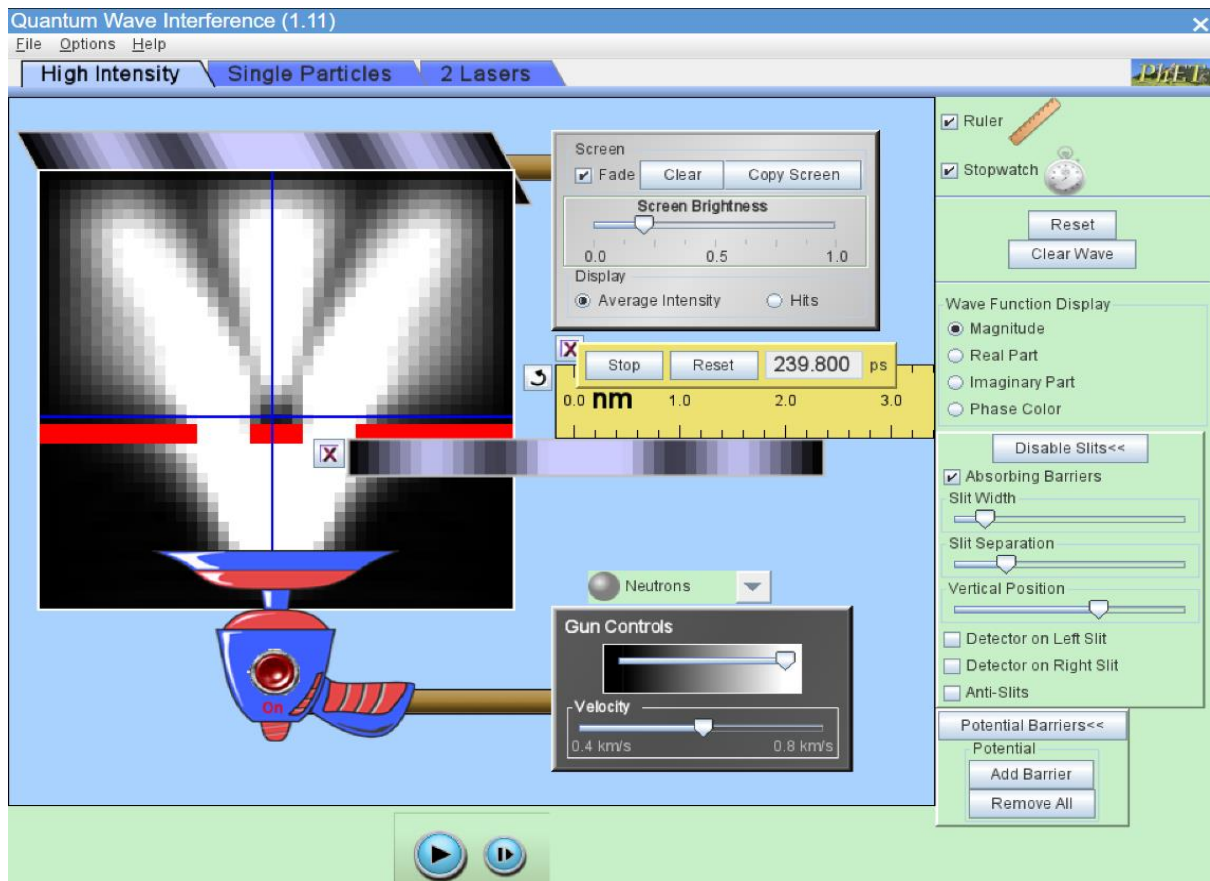 Quantum Wave Interference (1.11)
File Options Help
High Intensity Single Particles 2 Lasers
PhET
Ruler
Stopwatch
Screen
Fade Clear Copy Screen
Screen Brightness
0.0 0.5 1.0
Display
Average Intensity Hits
Reset
Clear Wave
Wave Function Display
Magnitude
Real Part
Imaginary Part
Phase Color
Stop Reset 239.800 ps
0.0 nm 1.0 2.0 3.0
Disable Slits<<
Absorbing Barriers
Slit Width
Slit Separation
Vertical Position
Detector on Left Slit
Detector on Right Slit
Anti-Slits
Neutrons
Gun Controls
On
Velocity
0.4 km/s 0.8 km/s
Potential Barriers<<
Potential
Add Barrier
Remove All